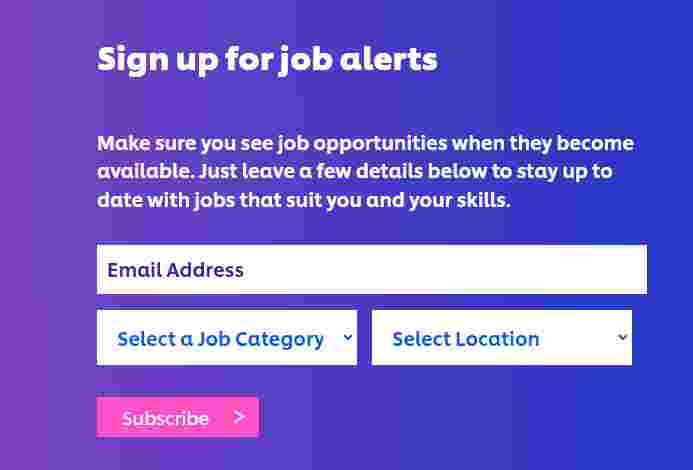 Sign up for job alerts
Make sure you see job opportunities when they become
available. Just leave a few details below to stay up to
date with jobs that suit you and your skills.
Email Address
Select a Job Category
Select Location
Subscribe >